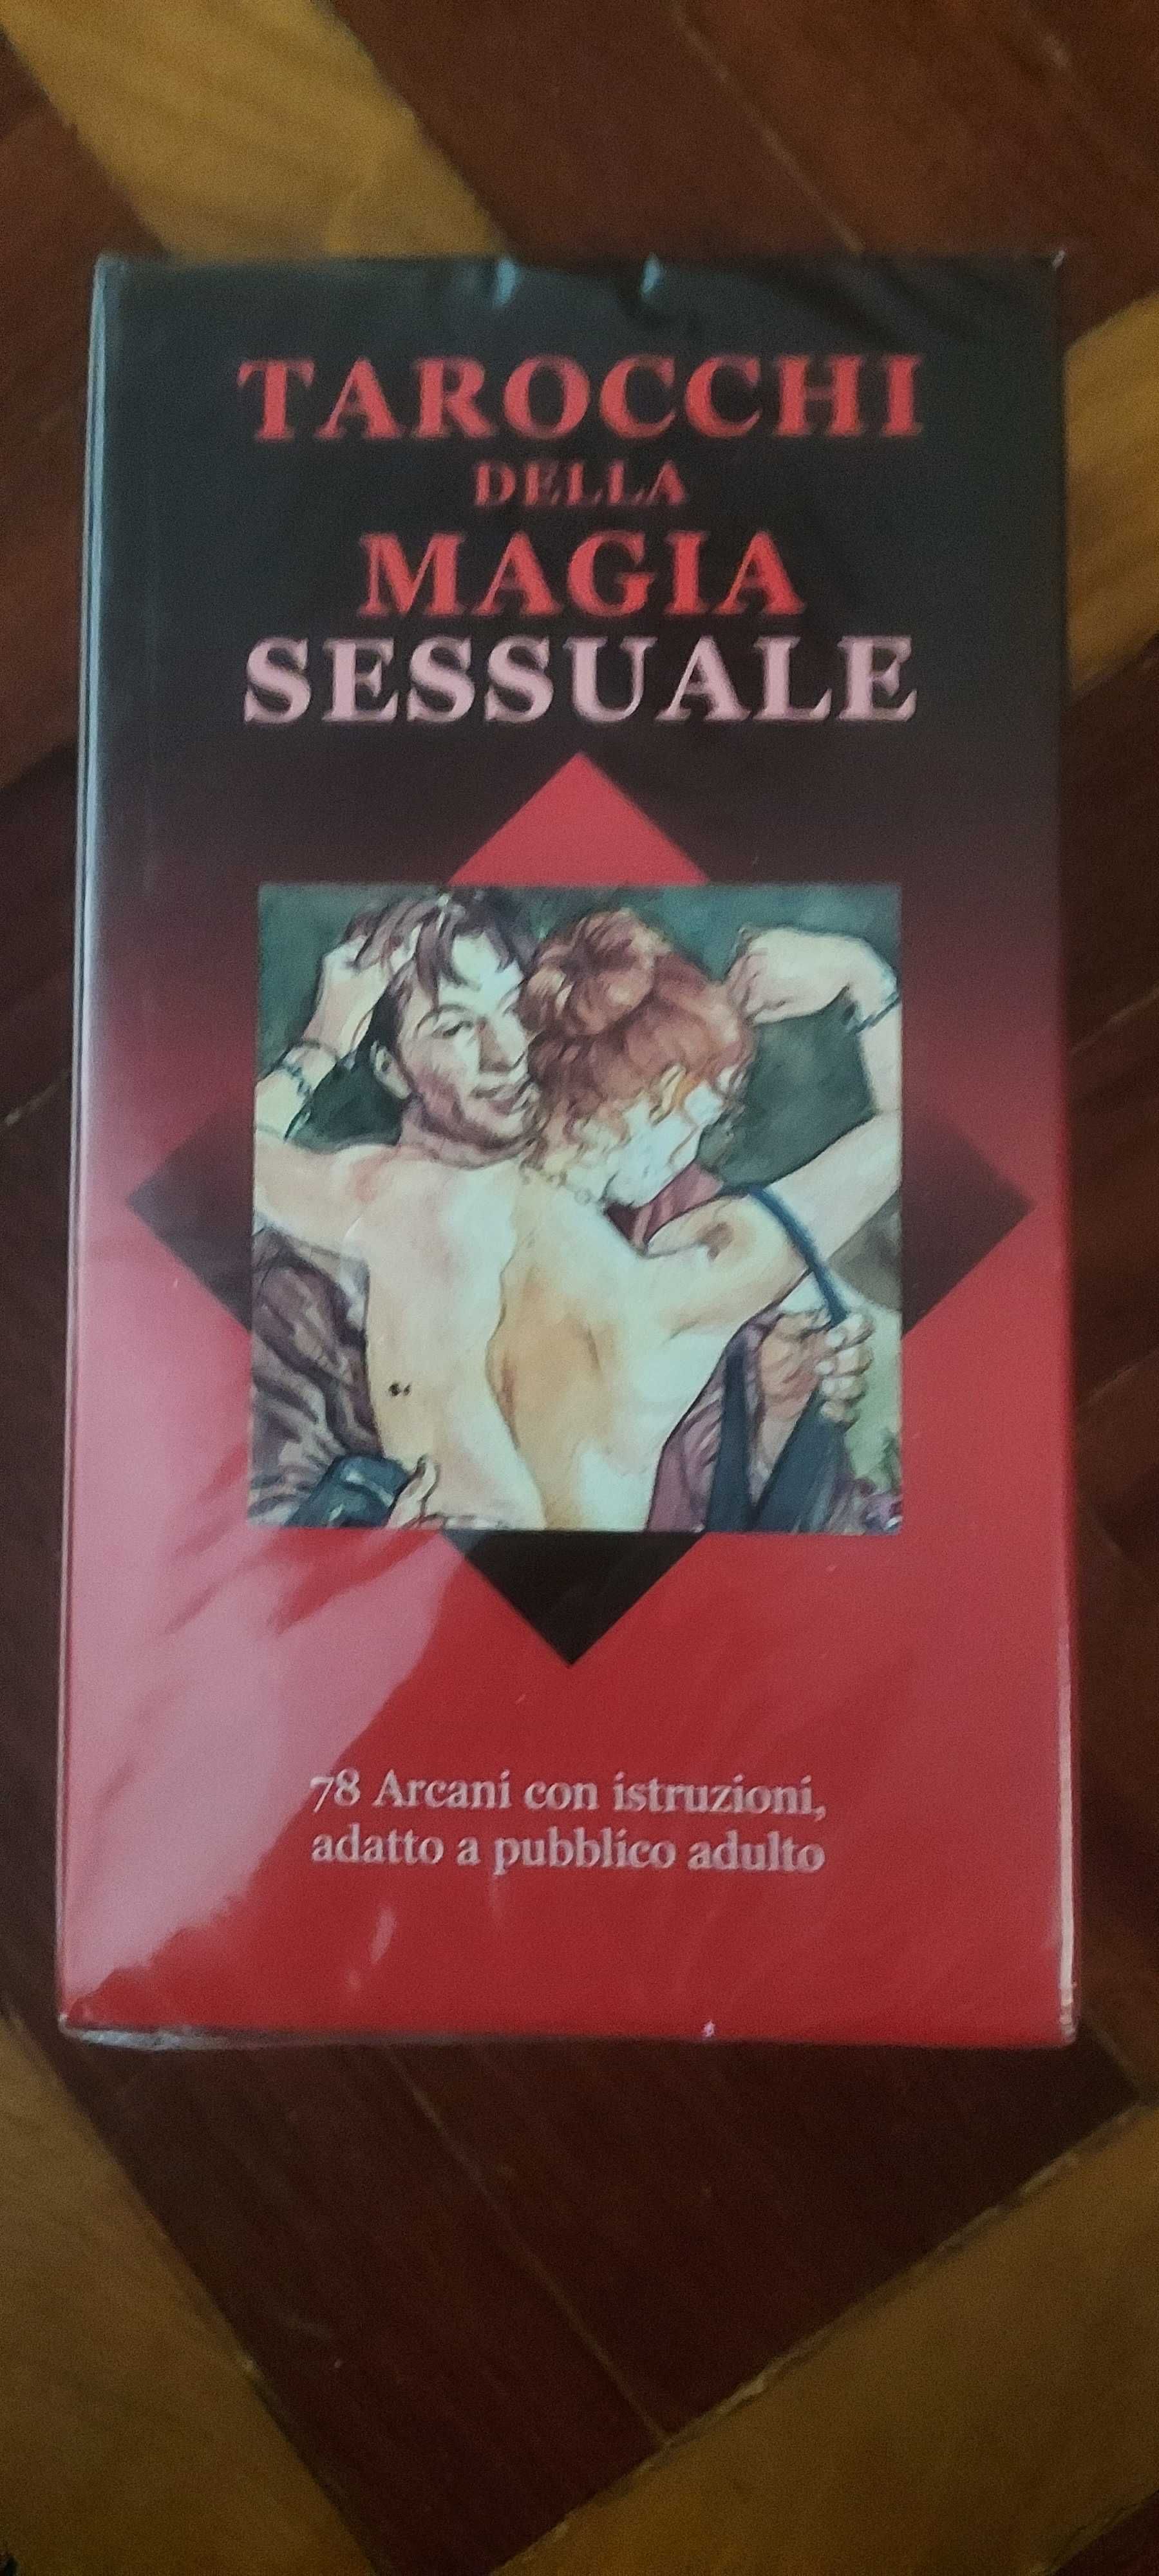 TAROCCHI
DELLA
MAGIA
SESSUALE
78 Arcani con istruzioni,
adatto a pubblico adulto